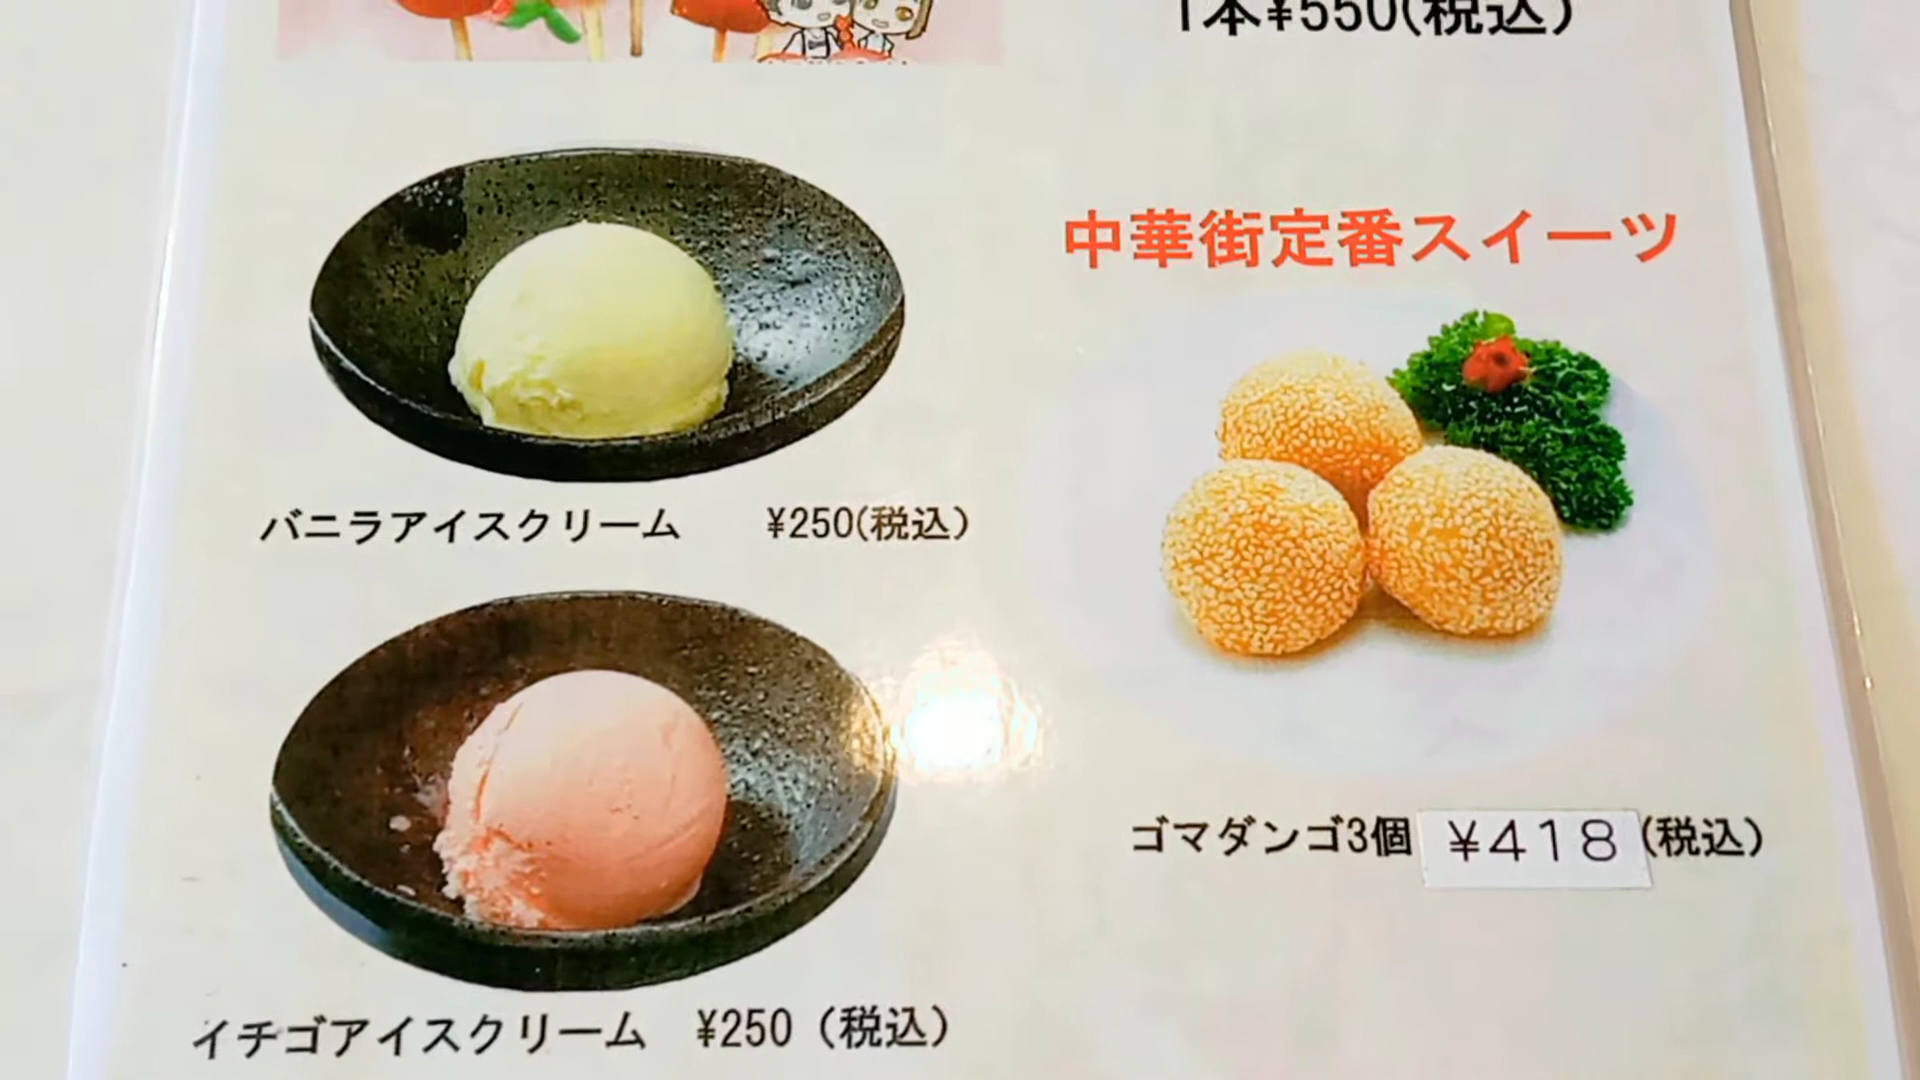 1本¥550(税込)
中華街定番スイーツ
バニラアイスクリーム ¥250(税込)
ゴマダンゴ3個 ¥418(税込)
イチゴアイスクリーム ¥250(税込)